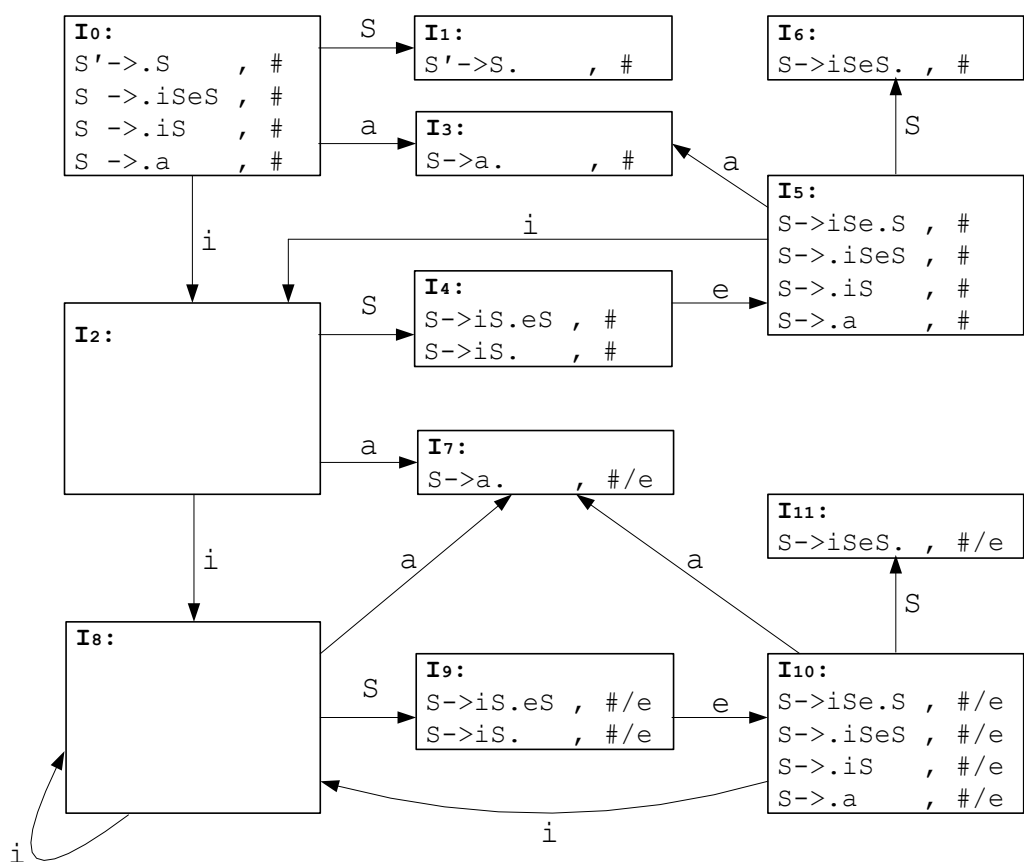 I0:
S'->.S , #
S ->.iSeS , #
S ->.iS , #
S ->.a , #
S
I1:
S'->S. , #
I6:
S->iSeS. , #
a
I3:
S->a. , #
S
a
i
i
I5:
S->iSe.S , #
S->.iSeS , #
S->.iS , #
S->.a , #
I2:
S
I4:
S->iS.eS , #
S->iS. , #
e
a
I7:
S->a. , #/e
i
a
a
I11:
S->iSeS. , #/e
S
I8:
S
I9:
S->iS.eS , #/e
S->iS. , #/e
e
I10:
S->iSe.S , #/e
S->.iSeS , #/e
S->.iS , #/e
S->.a , #/e
i
i